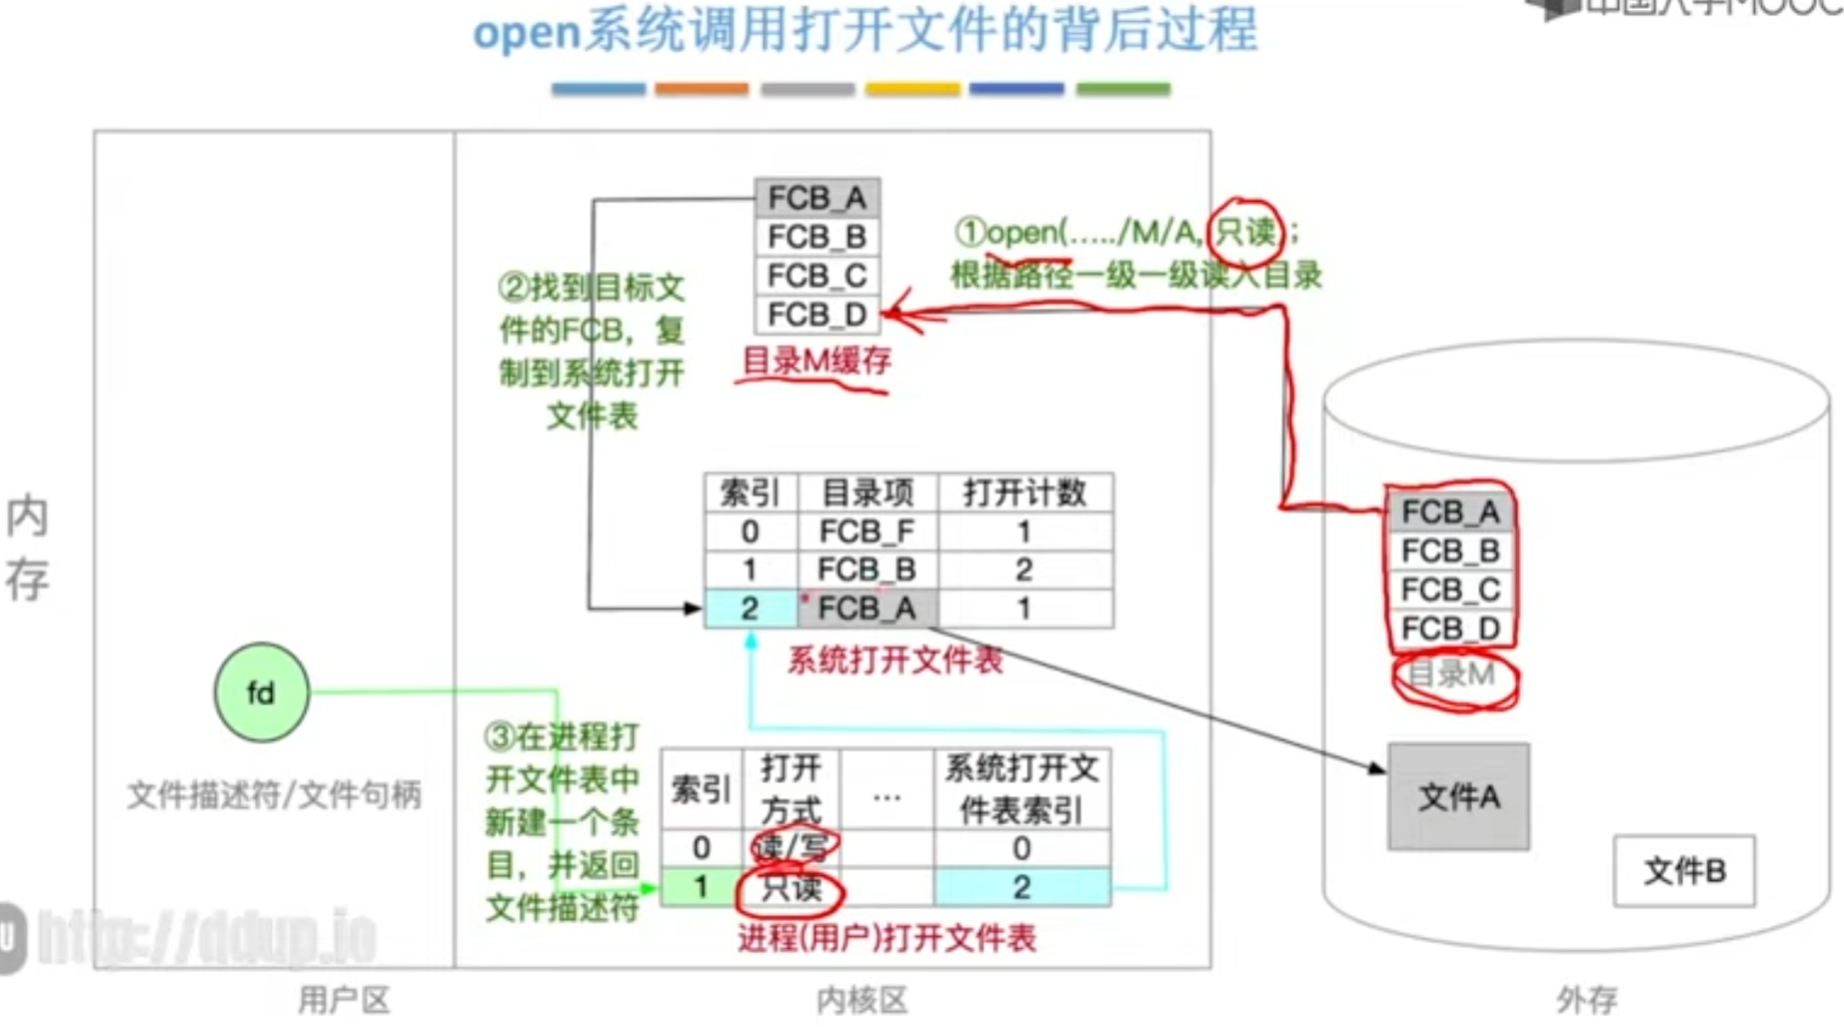 open系统调用打开文件的背后过程
中国大学MOOC
FCB_A
FCB_B
FCB_C
FCB_D
目录M缓存
①open(...../M/A, 只读 ;
根据路径一级一级读入目录
②找到目标文
件的FCB，复
制到系统打开
文件表
索引 目录项 打开计数
0 FCB_F 1
1 FCB_B 2
2 FCB_A 1
系统打开文件表
内
存
fd
文件描述符/文件句柄
③在进程打
开文件表中
新建一个条
目，并返回
文件描述符
索引 打开
方式 ... 系统打开文
件表索引
0 读/写 0
1 只读 2
进程(用户)打开文件表
FCB_A
FCB_B
FCB_C
FCB_D
目录M
文件A
文件B
http://ddup.io
用户区
内核区
外存